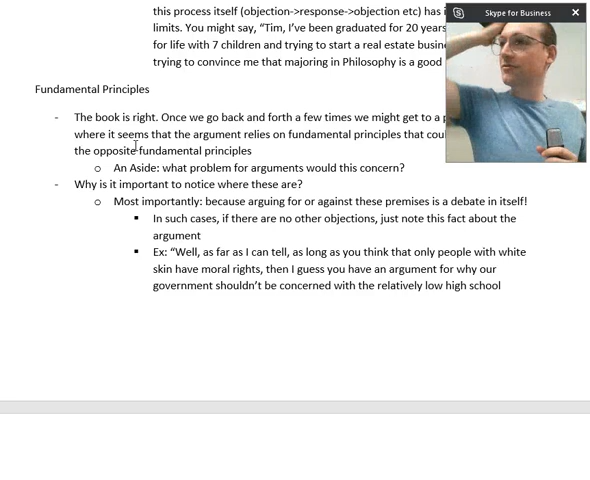 this process itself (objection->response->objection etc) has
limits. You might say, “Tim, I’ve been graduated for 20 years
for life with 7 children and trying to start a real estate
trying to convince me that majoring in Philosophy is a good
Skype for Business
Fundamental Principles
- The book is right. Once we go back and forth a few times we might get to a
where it seems that the argument relies on fundamental principles that
the opposite fundamental principles
o An Aside: what problem for arguments would this concern?
- Why is it important to notice where these are?
o Most importantly: because arguing for or against these premises is a debate in itself!
▪ In such cases, if there are no other objections, just note this fact about the
argument
▪ Ex: “Well, as far as I can tell, as long as you think that only people with white
skin have moral rights, then I guess you have an argument for why our
government shouldn’t be concerned with the relatively low high school